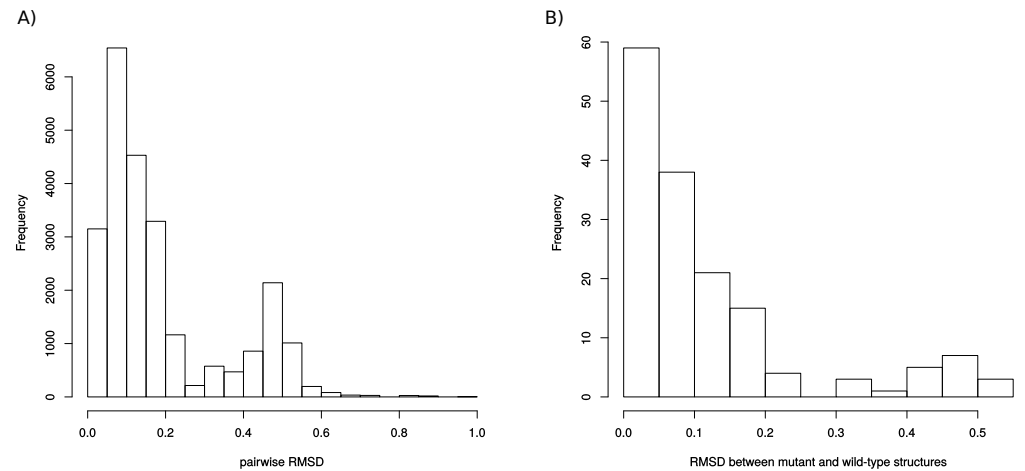 A)
Frequency
6000
5000
4000
3000
2000
1000
0
0.0 0.2 0.4 0.6 0.8 1.0
pairwise RMSD
B)
Frequency
60
50
40
30
20
10
0
0.0 0.1 0.2 0.3 0.4 0.5
RMSD between mutant and wild-type structures